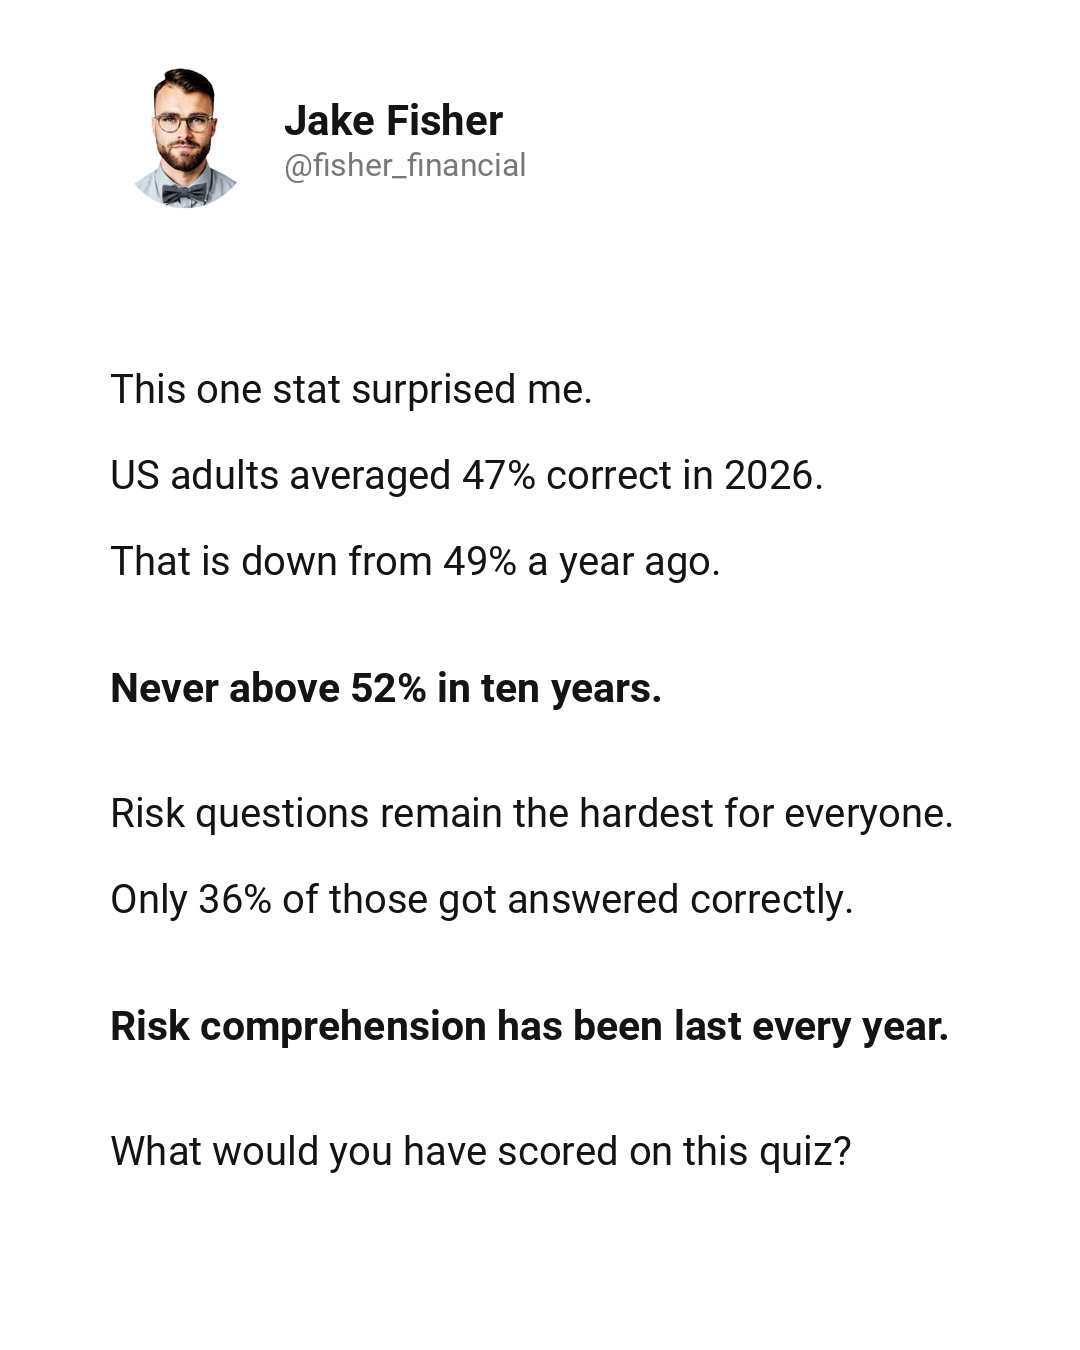 Jake Fisher
@fisher_financial
This one stat surprised me.
US adults averaged 47% correct in 2026.
That is down from 49% a year ago.
Never above 52% in ten years.
Risk questions remain the hardest for everyone.
Only 36% of those got answered correctly.
Risk comprehension has been last every year.
What would you have scored on this quiz?